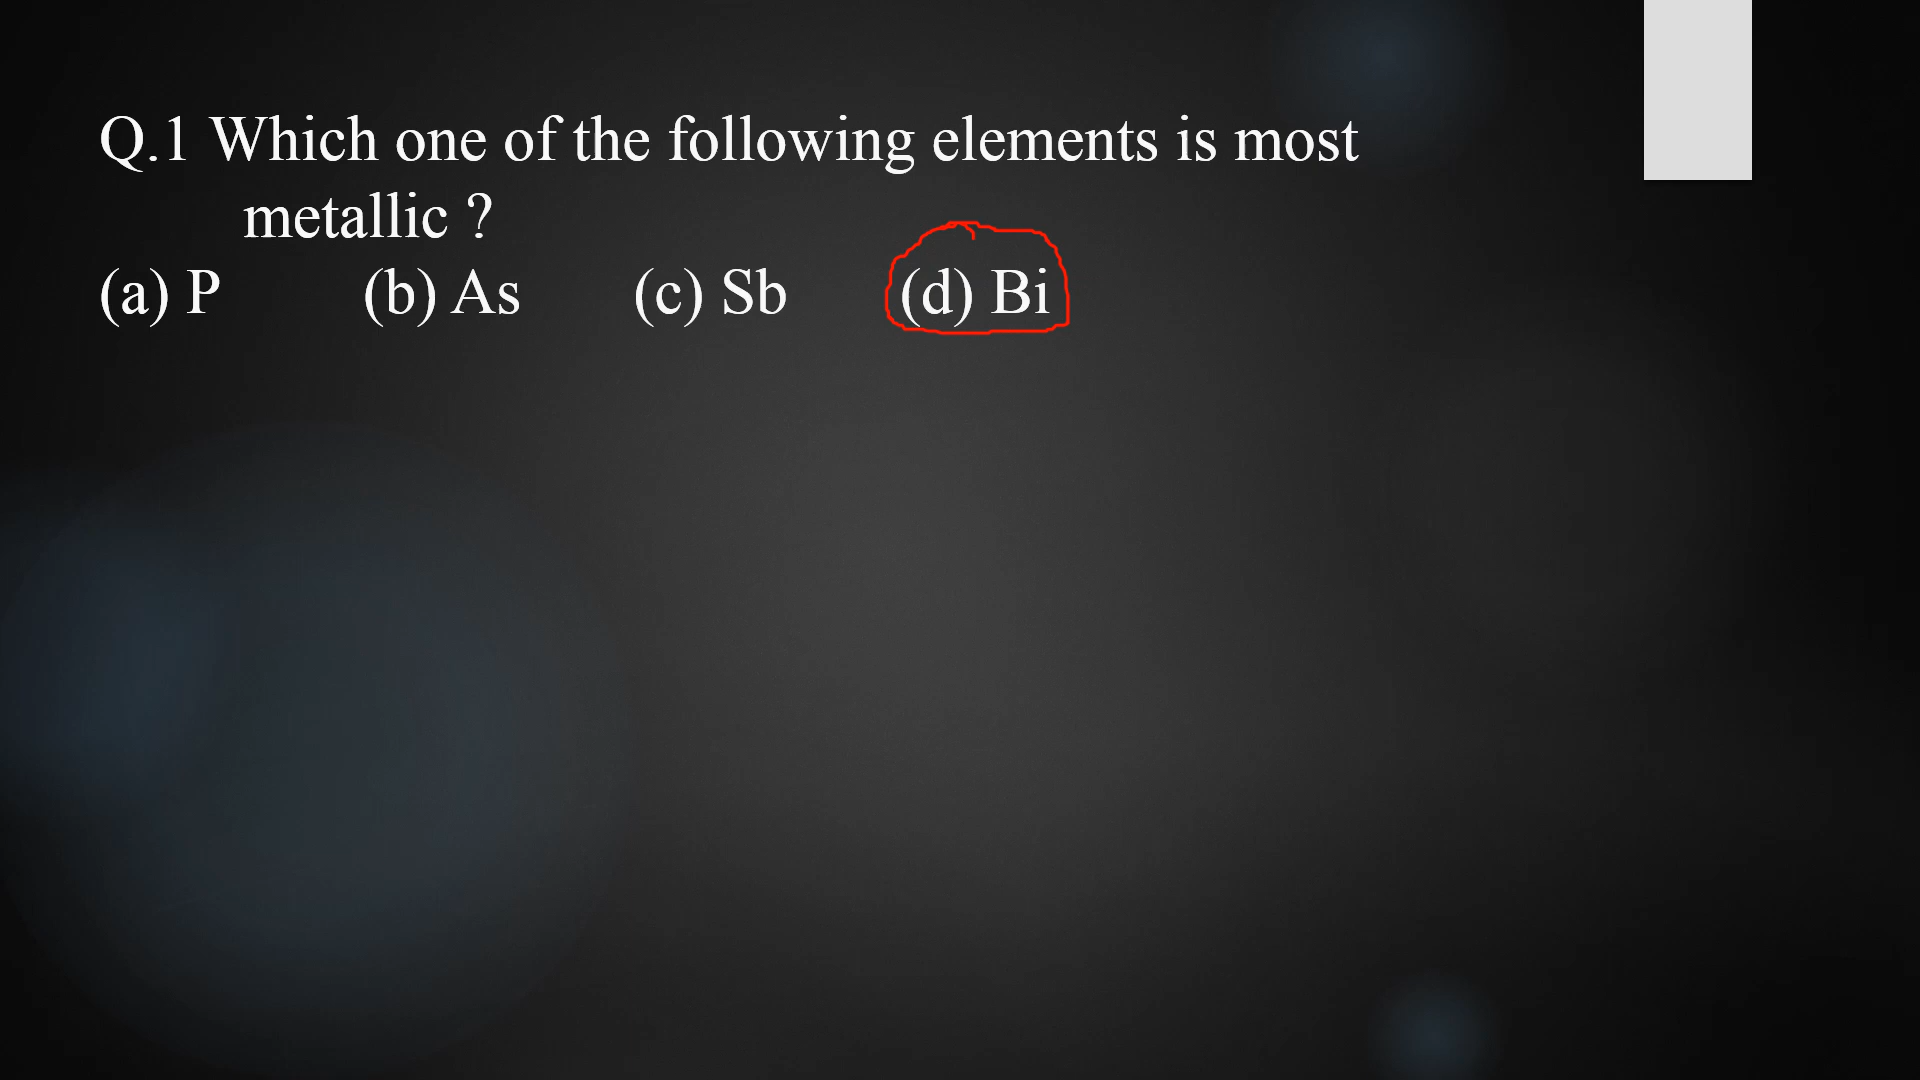 Q.1 Which one of the following elements is most
metallic ?
(a) P (b) As (c) Sb (d) Bi